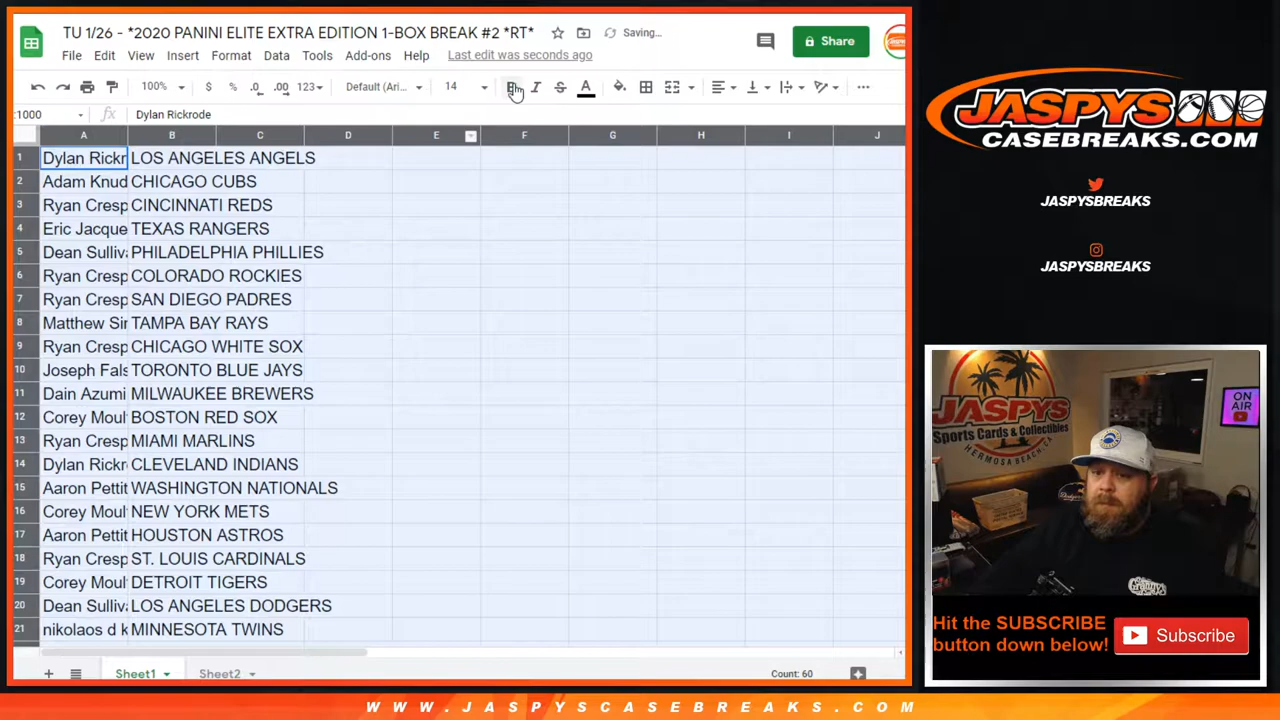 TU 1/26 - *2020 PANINI ELITE EXTRA EDITION 1-BOX BREAK #2 *RT*
Saving...
File Edit View Insert Format Data Tools Add-ons Help Last edit was seconds ago
Share
100% $ % .0 .00 123 Default (Ari... 14 B I S A
:1000 fx Dylan Rickrode
A B C D E F G H I J
1 Dylan Rickr LOS ANGELES ANGELS
2 Adam Knud CHICAGO CUBS
3 Ryan Cresp CINCINNATI REDS
4 Eric Jacque TEXAS RANGERS
5 Dean Sulliva PHILADELPHIA PHILLIES
6 Ryan Cresp COLORADO ROCKIES
7 Ryan Cresp SAN DIEGO PADRES
8 Matthew Sir TAMPA BAY RAYS
9 Ryan Cresp CHICAGO WHITE SOX
10 Joseph Fals TORONTO BLUE JAYS
11 Dain Azumi MILWAUKEE BREWERS
12 Corey Moul BOSTON RED SOX
13 Ryan Cresp MIAMI MARLINS
14 Dylan Rickr CLEVELAND INDIANS
15 Aaron Pettit WASHINGTON NATIONALS
16 Corey Moul NEW YORK METS
17 Aaron Pettit HOUSTON ASTROS
18 Ryan Cresp ST. LOUIS CARDINALS
19 Corey Moul DETROIT TIGERS
20 Dean Sulliva LOS ANGELES DODGERS
21 nikolaos d k MINNESOTA TWINS
Sheet1 Sheet2 Count: 60
JASPYS
CASEBREAKS.COM
JASPYSBREAKS
JASPYSBREAKS
JASPYS
Sports Cards & Collectibles
HERMOSA BEACH, CA
ON
AIR
Hit the SUBSCRIBE
button down below!
Subscribe
WWW.JASPYSCASEBREAKS.COM